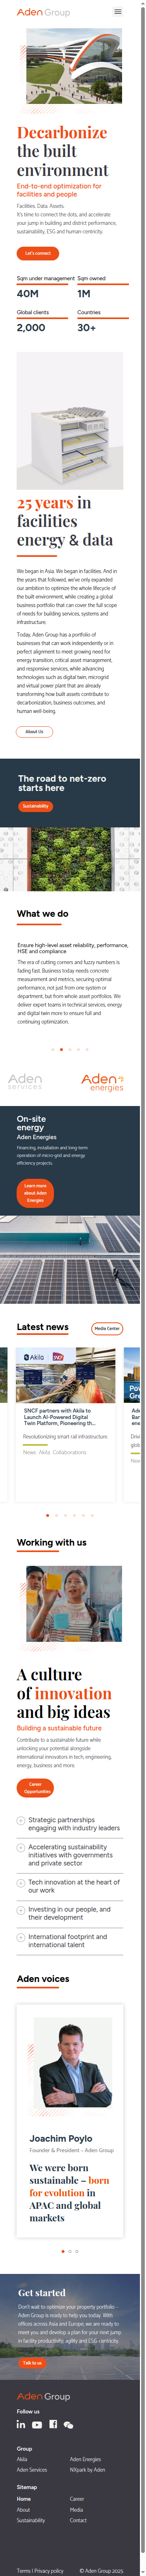 Aden Group
Decarbonize
the built
environment
End-to-end optimization for
facilities and people
Facilities. Data. Assets.
It's time to connect the dots, and accelerate
your jump in building and district performance,
sustainability, ESG and human-centricity.
Let's connect
Sqm under management
Sqm owned
40M
1M
Global clients
Countries
2,000
30+
25 years in
facilities
energy & data
We began in Asia. We began in facilities. And in
the years that followed, we've only expanded
our ambition: to optimize the whole lifecycle of
the built environment, while creating a global
business portfolio that can cover the full scope
of needs for building services, systems and
infrastructure.
Today, Aden Group has a portfolio of
businesses that can work independently or in
perfect alignment to meet growing need for
energy transition, critical asset management,
and responsive services, while leveraging
technologies such as digital twin, microgrid
and virtual power plant that are already
transforming how built assets contribute to
decarbonization, business outcomes, and
human well-being.
About Us
The road to net-zero
starts here
Sustainability
What we do
Ensure high-level asset reliability, performance,
HSE and compliance
The era of cutting corners and fuzzy numbers is
fading fast. Business today needs concrete
measurement and metrics, securing optimal
performance, not just from one system or
department, but from whole asset portfolios. We
deploy expert teams in technical services, energy
and digital twin more to ensure full and
continuing optimization.
Aden
services
Aden
energies
On-site
energy
Aden Energies
Financing, installation and long-term
operation of micro-grid and energy
efficiency projects.
Learn more
about Aden
Energies
Latest news
Media Center
Akila
SNCF
SNCF partners with Akila to
Launch AI-Powered Digital
Twin Platform, Pioneering th...
Revolutionizing smart rail infrastructure.
News Akila Collaborations
Working with us
A culture
of innovation
and big ideas
Building a sustainable future
Contribute to a sustainable future while
unlocking your potential alongside
international innovators in tech, engineering,
energy, business and more.
Career
Opportunities
Strategic partnerships
engaging with industry leaders
Accelerating sustainability
initiatives with governments
and private sector
Tech innovation at the heart of
our work
Investing in our people, and
their development
International footprint and
international talent
Aden voices
Joachim Poylo
Founder & President – Aden Group
We were born
sustainable – born
for evolution in
APAC and global
markets
Get started
Don't wait to optimize your property portfolio –
Aden Group is ready to help you today. With
offices across Asia and Europe, we are ready to
meet you and develop a plan for your next jump
in facility productivity, agility and ESG-centricity.
Talk to us
Aden Group
Follow us
Group
Akila
Aden Energies
Aden Services
NXpark by Aden
Sitemap
Home
Career
About
Media
Sustainability
Contact
Terms | Privacy policy
© Aden Group 2025